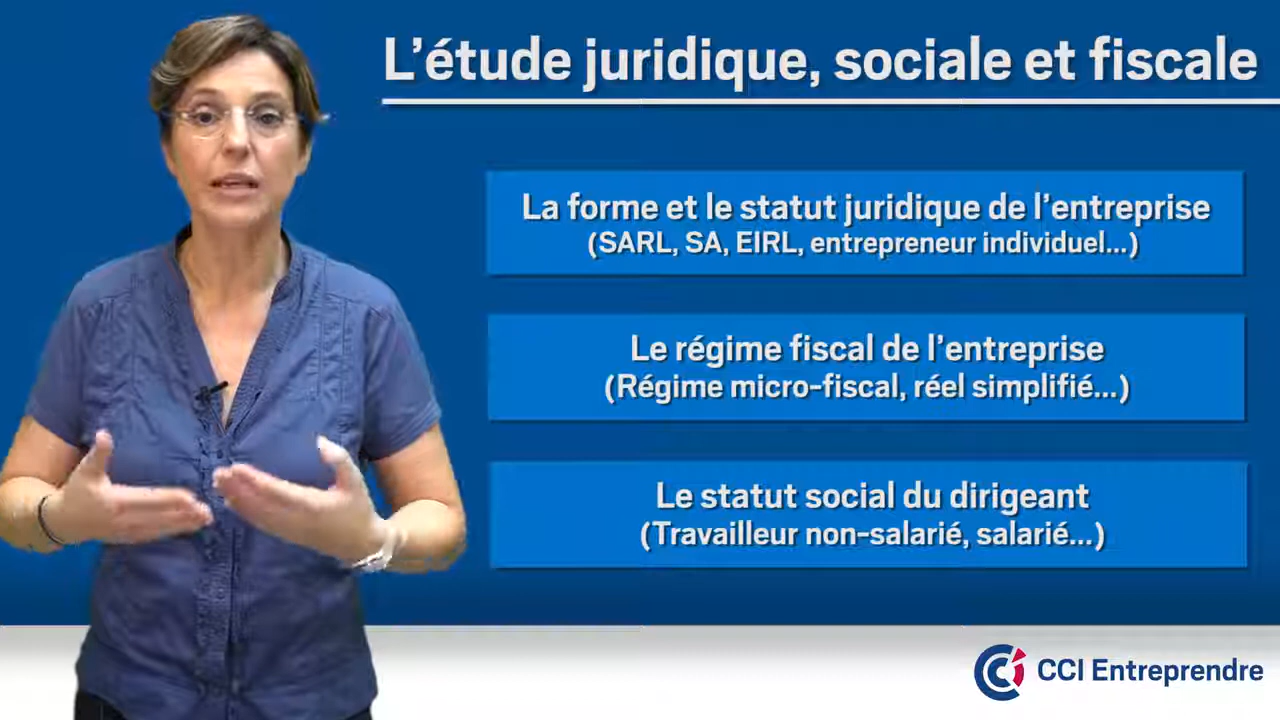 L’étude juridique, sociale et fiscale
La forme et le statut juridique de l’entreprise
(SARL, SA, EIRL, entrepreneur individuel...)
Le régime fiscal de l’entreprise
(Régime micro-fiscal, réel simplifié...)
Le statut social du dirigeant
(Travailleur non-salarié, salarié...)
CCI Entreprendre